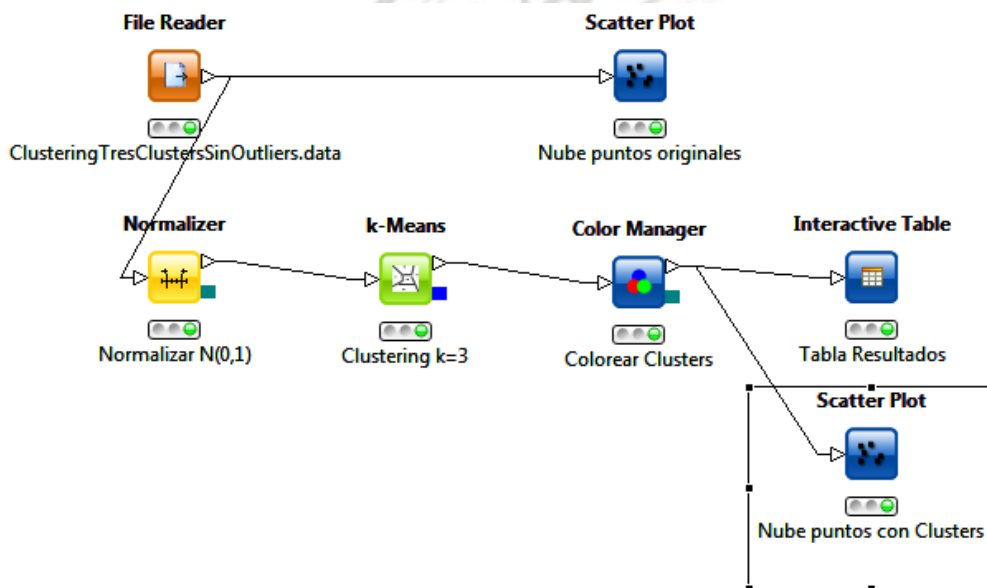 File Reader
Scatter Plot
ClusteringTresClustersSinOutliers.data
Nube puntos originales
Normalizer
k-Means
Color Manager
Interactive Table
Normalizar N(0,1)
Clustering k=3
Colorear Clusters
Tabla Resultados
Scatter Plot
Nube puntos con Clusters